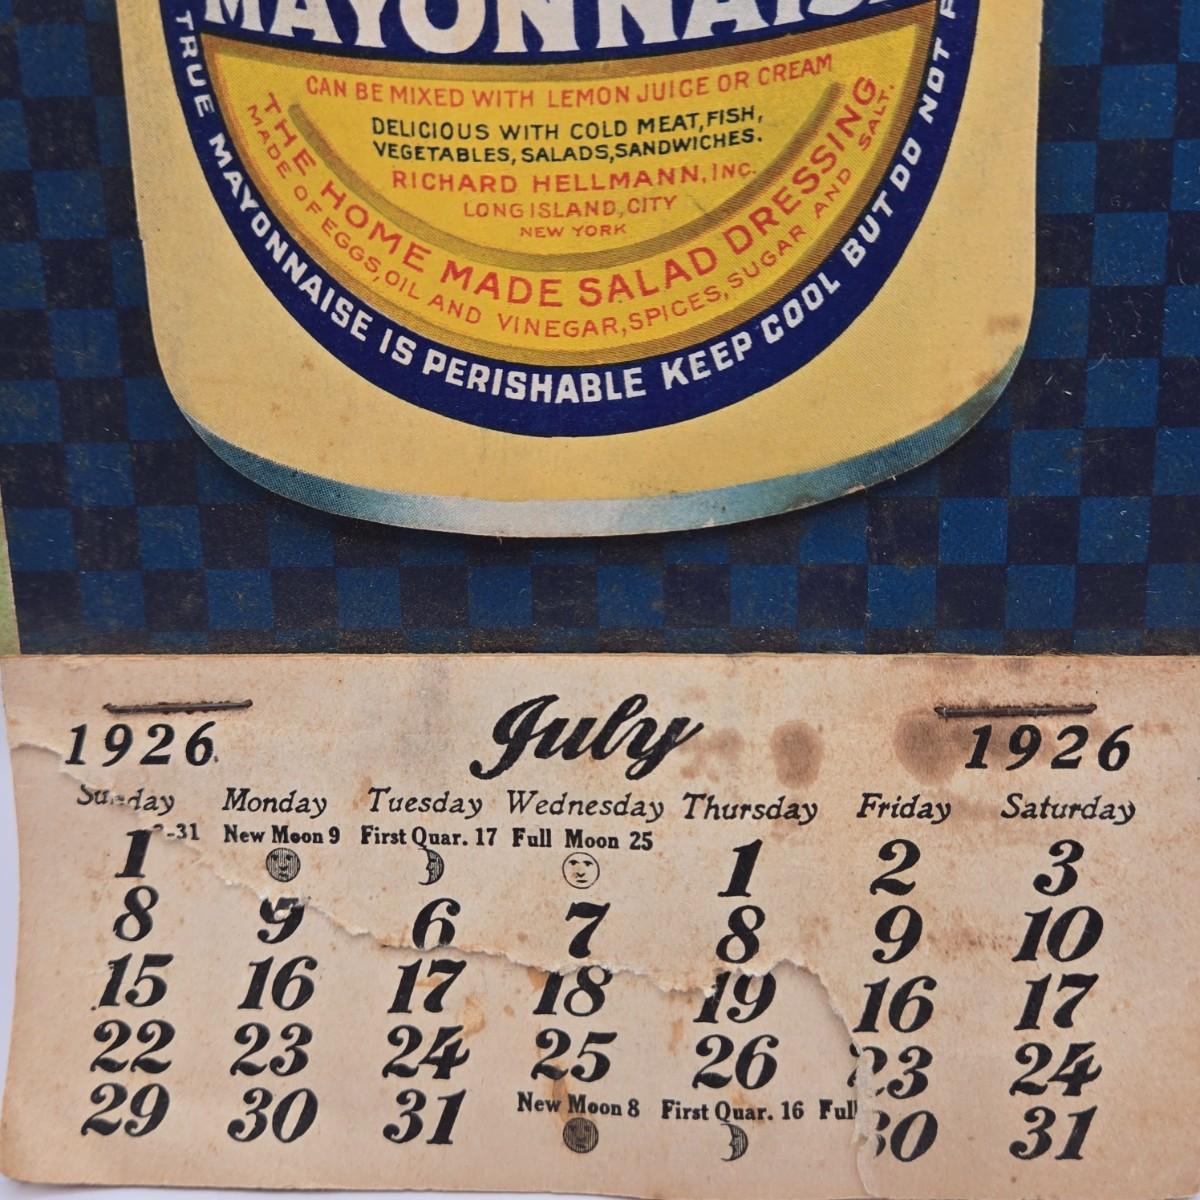 MAYONNAISE
CAN BE MIXED WITH LEMON JUICE OR CREAM
DELICIOUS WITH COLD MEAT, FISH,
VEGETABLES, SALADS, SANDWICHES.
RICHARD HELLMANN, INC.
LONG ISLAND, CITY
NEW YORK
THE HOME MADE SALAD DRESSING
MADE OF EGGS, OIL AND VINEGAR, SPICES, SUGAR AND SALT.
TRUE MAYONNAISE IS PERISHABLE KEEP COOL BUT DO NOT
1926 July 1926
Sunday Monday Tuesday Wednesday Thursday Friday Saturday
-31 New Moon 9 First Quar. 17 Full Moon 25
1 1 2 3
8 9 6 7 8 9 10
15 16 17 18 19 16 17
22 23 24 25 26 23 24
29 30 31 New Moon 8 First Quar. 16 Full 30 31